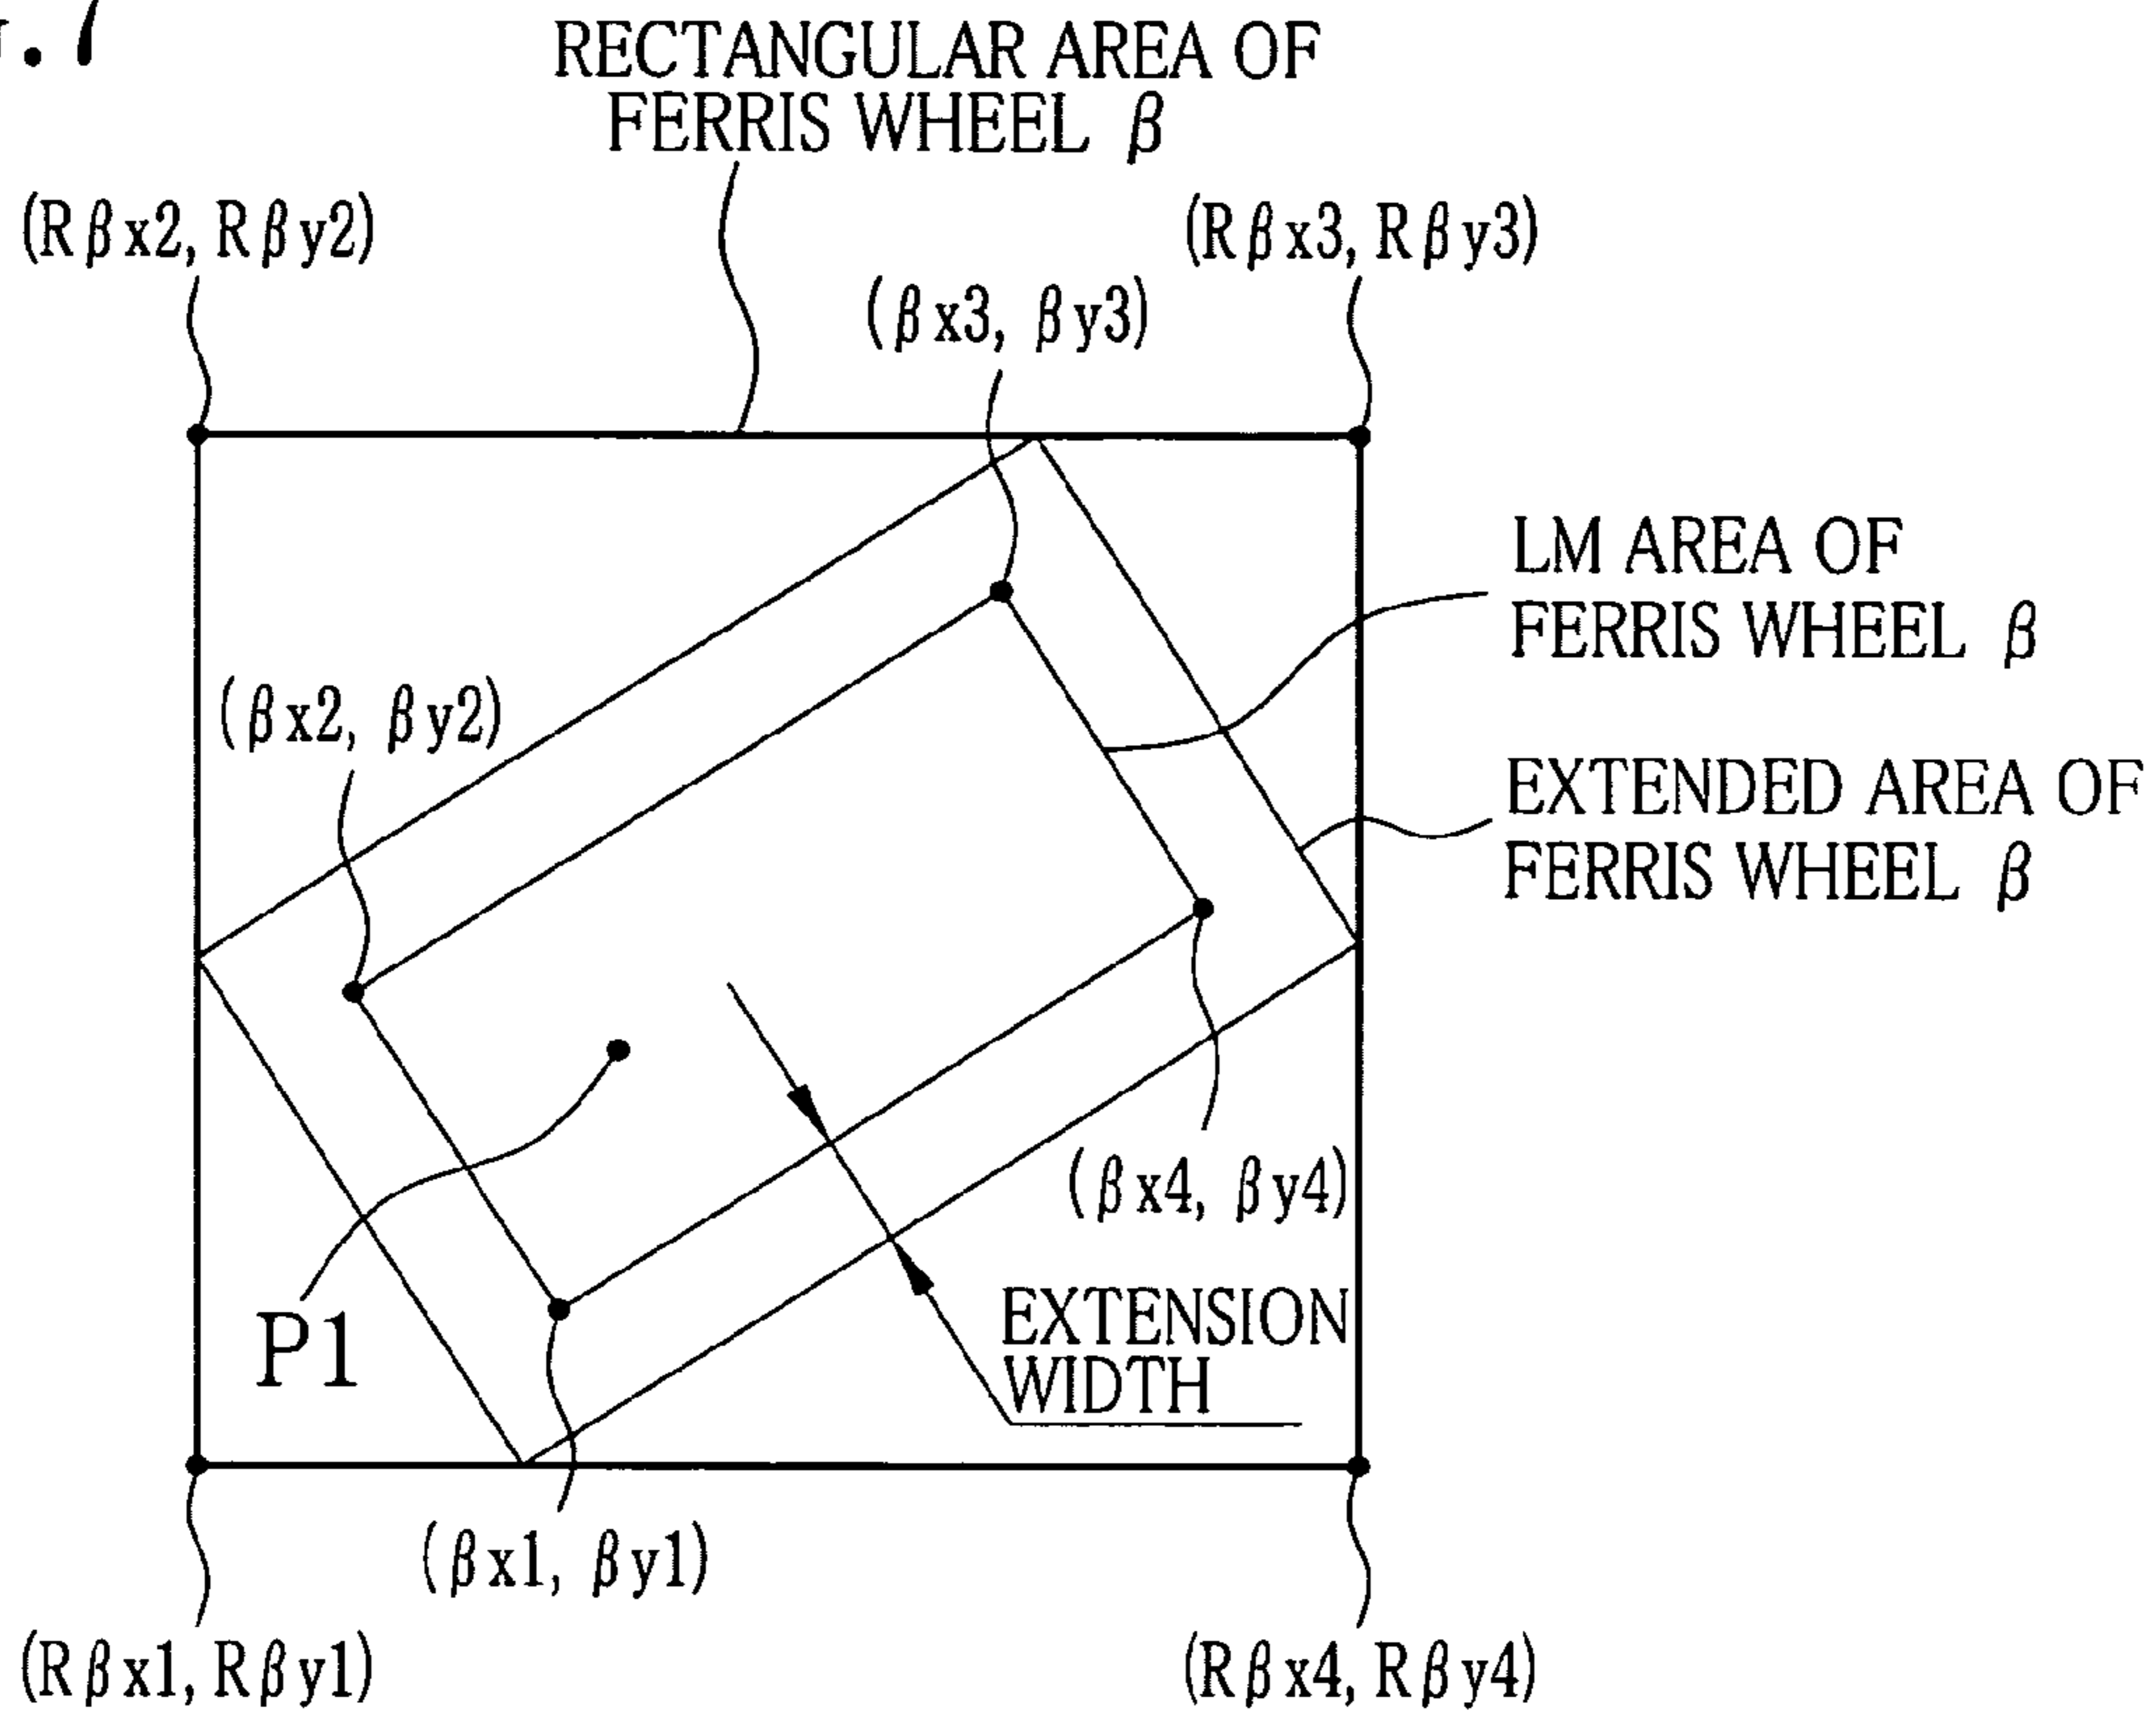 .7
RECTANGULAR AREA OF
FERRIS WHEEL β
(Rβx2, Rβy2)
(Rβx3, Rβy3)
(βx3, βy3)
LM AREA OF
FERRIS WHEEL β
(βx2, βy2)
EXTENDED AREA OF
FERRIS WHEEL β
(βx4, βy4)
EXTENSION
WIDTH
P1
(βx1, βy1)
(Rβx1, Rβy1)
(Rβx4, Rβy4)